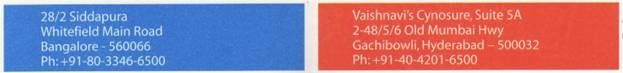 28/2 Siddapura
Whitefield Main Road
Bangalore - 560066
Ph: +91-80-3346-6500
Vaishnavi's Cynosure, Suite 5A
2-48/5/6 Old Mumbai Hwy
Gachibowli, Hyderabad – 500032
Ph: +91-40-4201-6500